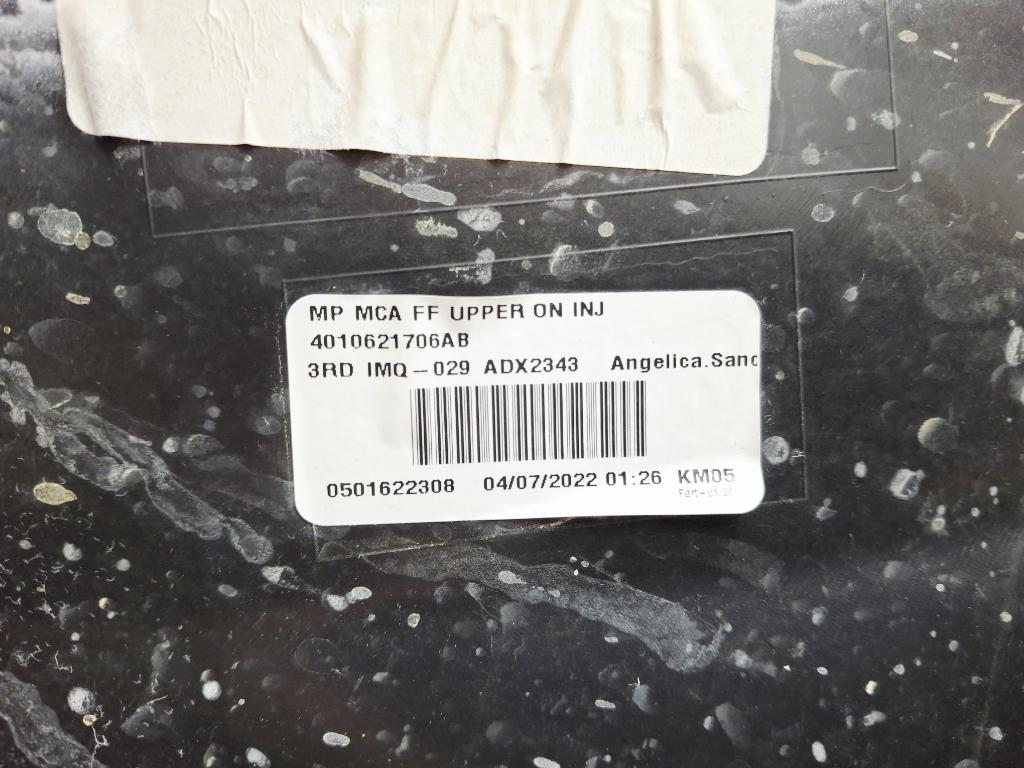 MP MCA FF UPPER ON INJ
4010621706AB
3RD IMQ-029 ADX2343 Angelica.Sanc
0501622308 04/07/2022 01:26 KM05